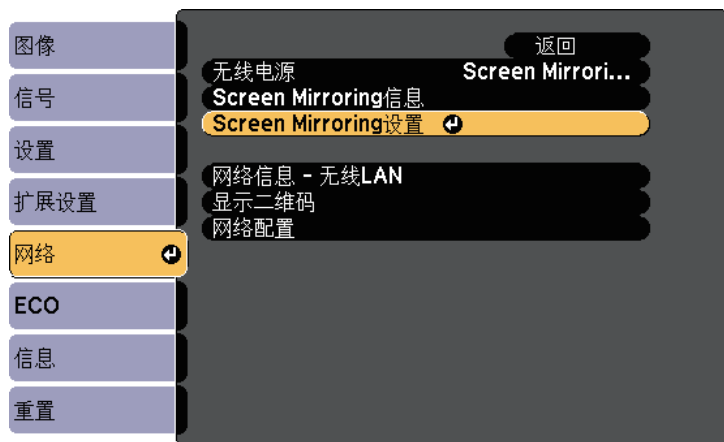 图像
信号
设置
扩展设置
网络
ECO
信息
重置
返回
无线电源 Screen Mirrori...
Screen Mirroring信息
Screen Mirroring设置
网络信息 - 无线LAN
显示二维码
网络配置